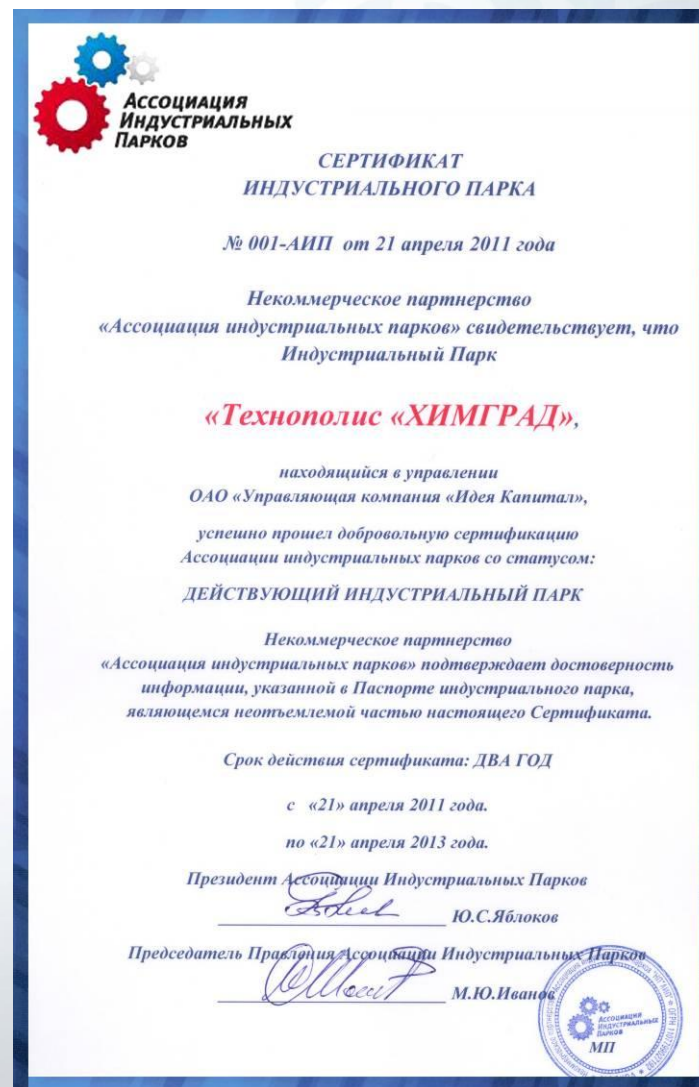 Ассоциация
Индустриальных
Парков
СЕРТИФИКАТ
ИНДУСТРИАЛЬНОГО ПАРКА
№ 001-АИП от 21 апреля 2011 года
Некоммерческое партнерство
«Ассоциация индустриальных парков» свидетельствует, что
Индустриальный Парк
«Технополис «ХИМГРАД»,
находящийся в управлении
ОАО «Управляющая компания «Идея Капитал»,
успешно прошел добровольную сертификацию
Ассоциации индустриальных парков со статусом:
ДЕЙСТВУЮЩИЙ ИНДУСТРИАЛЬНЫЙ ПАРК
Некоммерческое партнерство
«Ассоциация индустриальных парков» подтверждает достоверность
информации, указанной в Паспорте индустриального парка,
являющемся неотъемлемой частью настоящего Сертификата.
Срок действия сертификата: ДВА ГОД
с «21» апреля 2011 года.
по «21» апреля 2013 года.
Президент Ассоциации Индустриальных Парков
Ю.С.Яблоков
Председатель Правления Ассоциации Индустриальных Парков
М.Ю.Иванов
Ассоциация
Индустриальных
Парков
МП